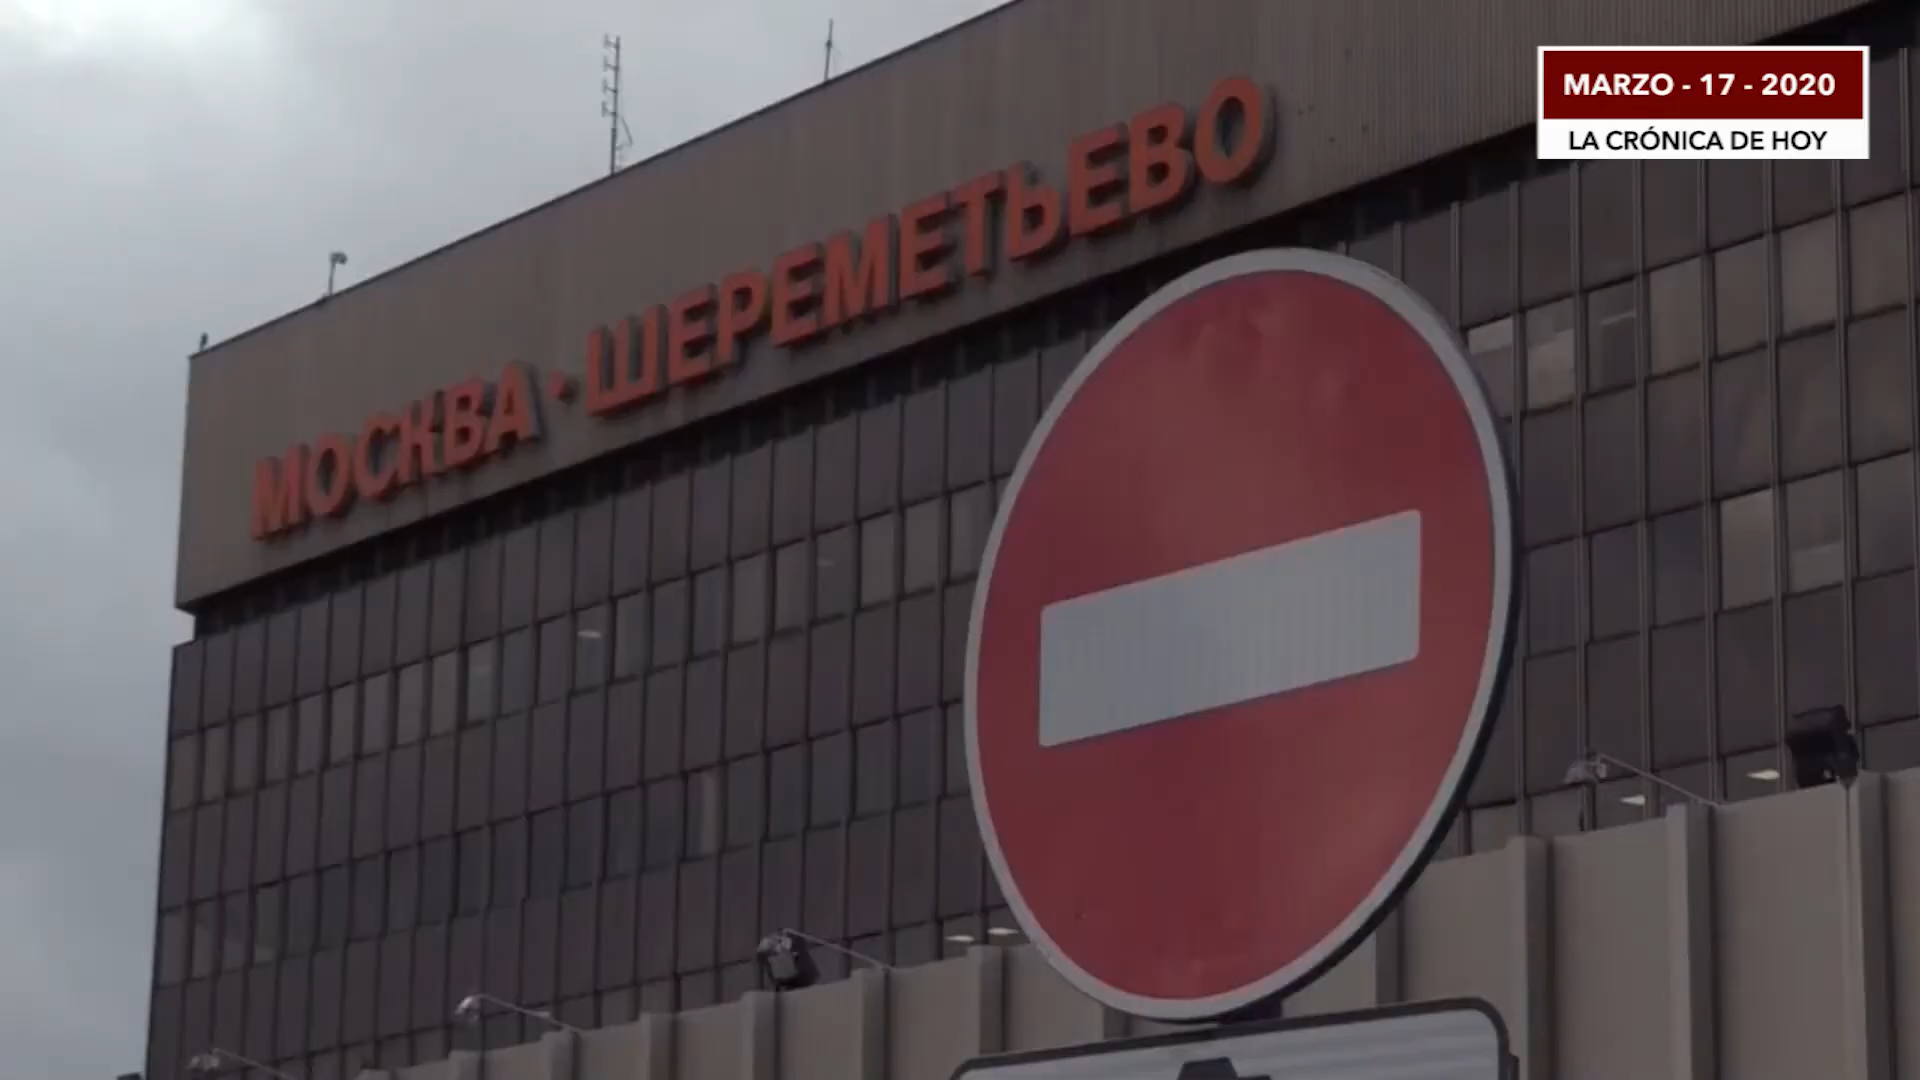 MARZO - 17 - 2020
LA CRÓNICA DE HOY
МОСКВА · ШЕРЕМЕТЬЕВО